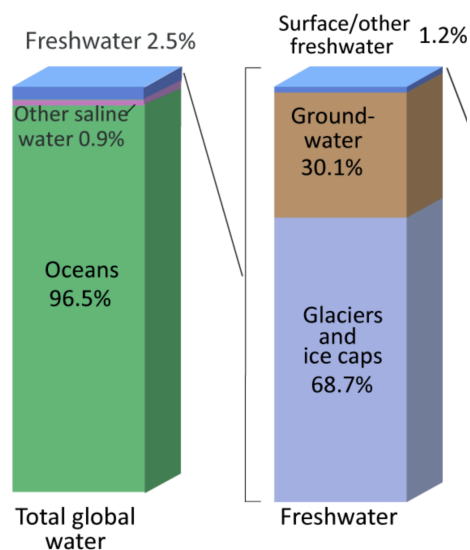 Freshwater 2.5%
Other saline
water 0.9%
Oceans
96.5%
Total global
water
Surface/other
freshwater 1.2%
Ground-
water
30.1%
Glaciers
and
ice caps
68.7%
Freshwater